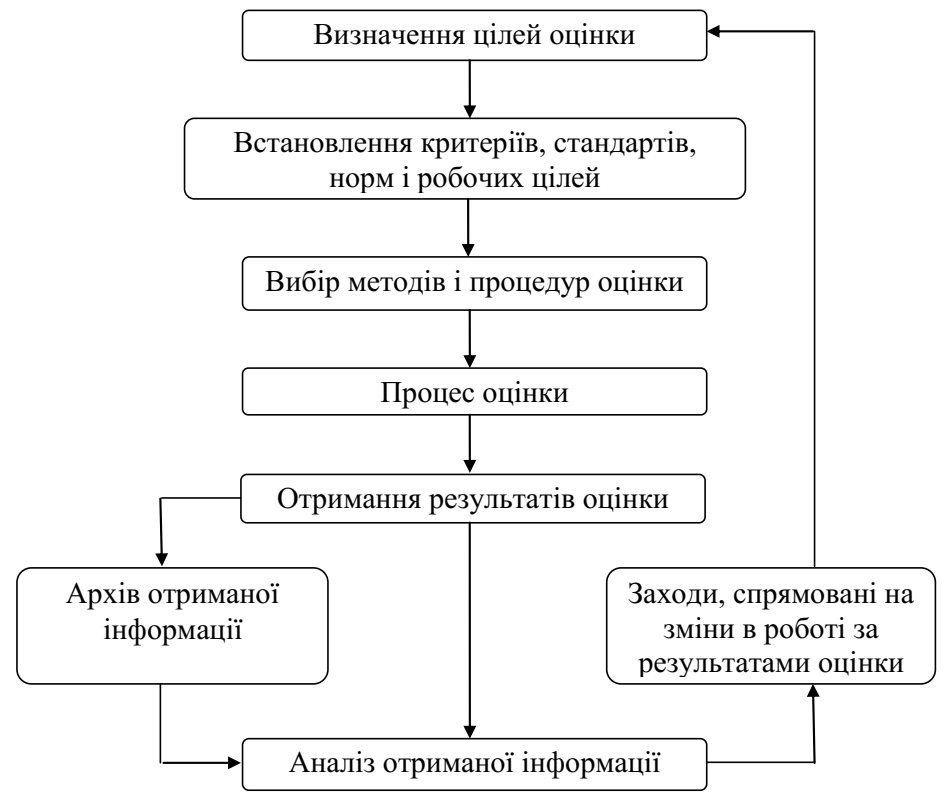 Визначення цілей оцінки
Встановлення критеріїв, стандартів,
норм і робочих цілей
Вибір методів і процедур оцінки
Процес оцінки
Отримання результатів оцінки
Архів отриманої
інформації
Заходи, спрямовані на
зміни в роботі за
результатами оцінки
Аналіз отриманої інформації